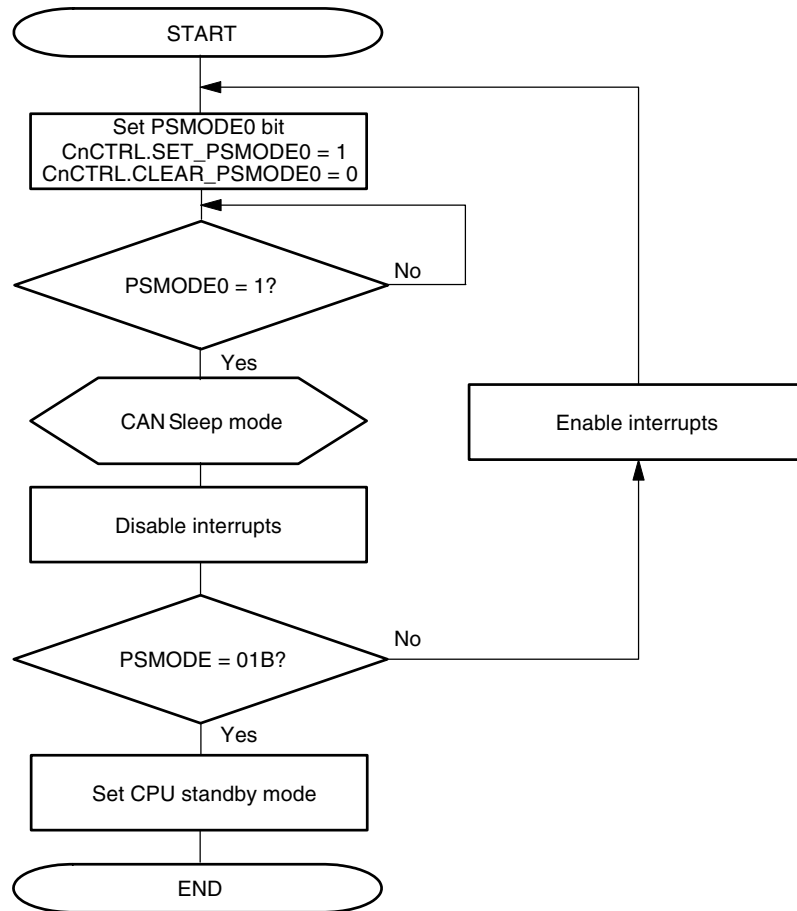 START
Set PSMODE0 bit
CnCTRL.SET_PSMODE0 = 1
CnCTRL.CLEAR_PSMODE0 = 0
PSMODE0 = 1?
No
Yes
CAN Sleep mode
Enable interrupts
Disable interrupts
PSMODE = 01B?
No
Yes
Set CPU standby mode
END